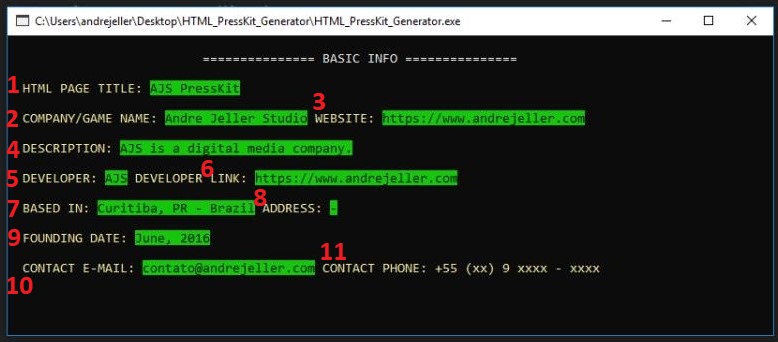 C:\Users\andrejeller\Desktop\HTML_PressKit_Generator\HTML_PressKit_Generator.exe
=============== BASIC INFO ===============
1 HTML PAGE TITLE: AJS PressKit
2 COMPANY/GAME NAME: Andre Jeller Studio 3 WEBSITE: https://www.andrejeller.com
4 DESCRIPTION: AJS is a digital media company.
5 DEVELOPER: AJS 6 DEVELOPER LINK: https://www.andrejeller.com
7 BASED IN: Curitiba, PR - Brazil 8 ADDRESS: -
9 FOUNDING DATE: June, 2016
10 CONTACT E-MAIL: contato@andrejeller.com 11 CONTACT PHONE: +55 (xx) 9 xxxx - xxxx